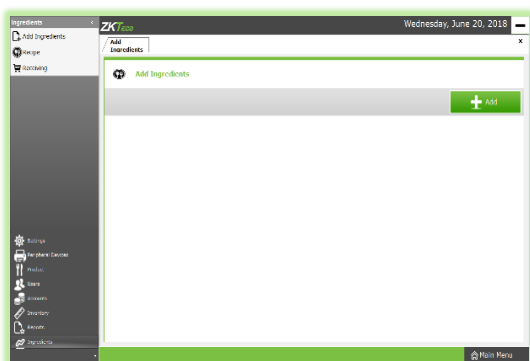 Ingredients <
Add Ingredients
Recipe
Receiving
ZKTeco
Wednesday, June 20, 2018
Add
Ingredients
x
Add Ingredients
Add
Settings
Peripheral Devices
Product
Users
Accounts
Inventory
Reports
Ingredients
Main Menu